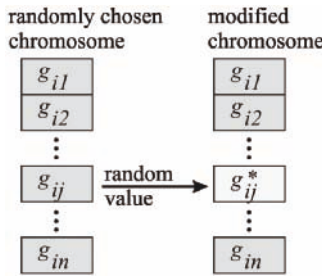 randomly chosen modified
chromosome chromosome
g_{i1} g_{i1}
g_{i2} g_{i2}
g_{ij} random value g^*_{ij}
g_{in} g_{in}